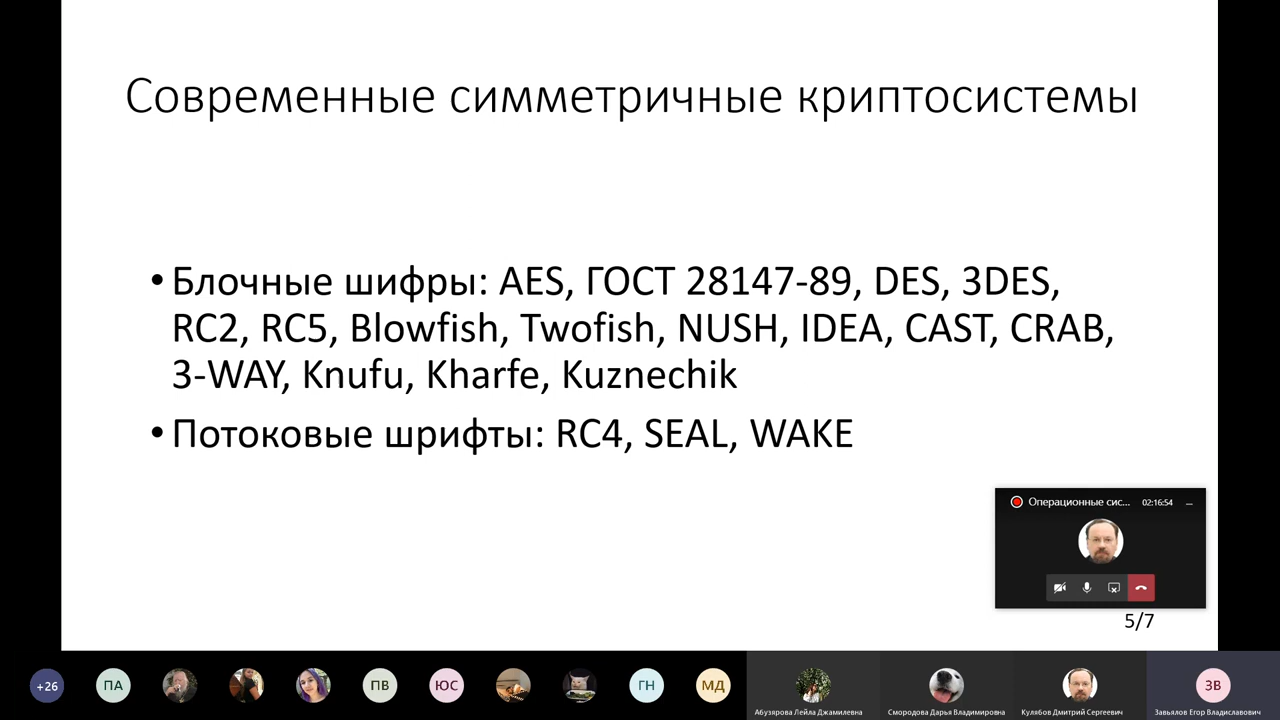 Современные симметричные криптосистемы
• Блочные шифры: AES, ГОСТ 28147-89, DES, 3DES,
RC2, RC5, Blowfish, Twofish, NUSH, IDEA, CAST, CRAB,
3-WAY, Knufu, Kharfe, Kuznechik
• Потоковые шрифты: RC4, SEAL, WAKE
Операционные сис... 02:16:54
5/7
+26 ПА ПВ ЮС ГН МД ЗВ
Абузярова Лейла Джамилевна Смородова Дарья Владимировна Кулябов Дмитрий Сергеевич Завьялов Егор Владиславович